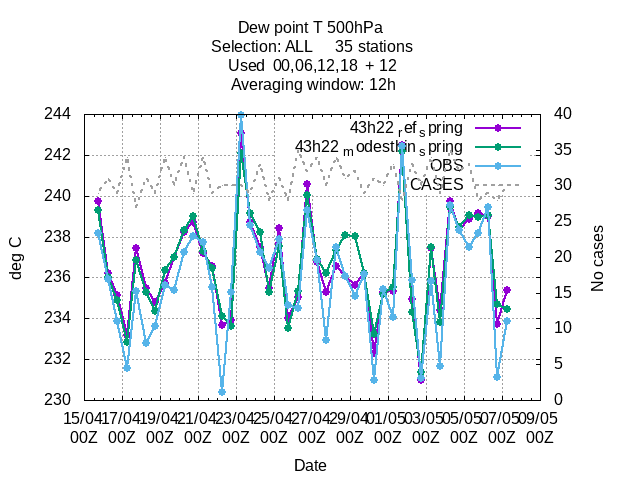 Dew point T 500hPa
Selection: ALL 35 stations
Used 00,06,12,18 + 12
Averaging window: 12h
deg C
244
242
240
238
236
234
232
230
43h22 refspring
43h22 modesthinspring
OBS
CASES
40
35
30
25
20
15
10
5
0
No cases
15/04 17/04 19/04 21/04 23/04 25/04 27/04 29/04 01/05 03/05 05/05 07/05 09/05
00Z 00Z 00Z 00Z 00Z 00Z 00Z 00Z 00Z 00Z 00Z 00Z 00Z
Date